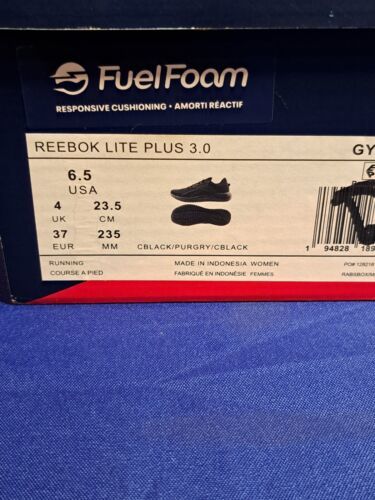 FuelFoam
RESPONSIVE CUSHIONING • AMORTI RÉACTIF
REEBOK LITE PLUS 3.0 GY
6.5
USA
4 23.5
UK CM
37 235
EUR MM
CBLACK/PURGRY/CBLACK
1 94828 189
RUNNING MADE IN INDONESIA WOMEN
COURSE A PIED FABRIQUÉ EN INDONÉSIE FEMMES